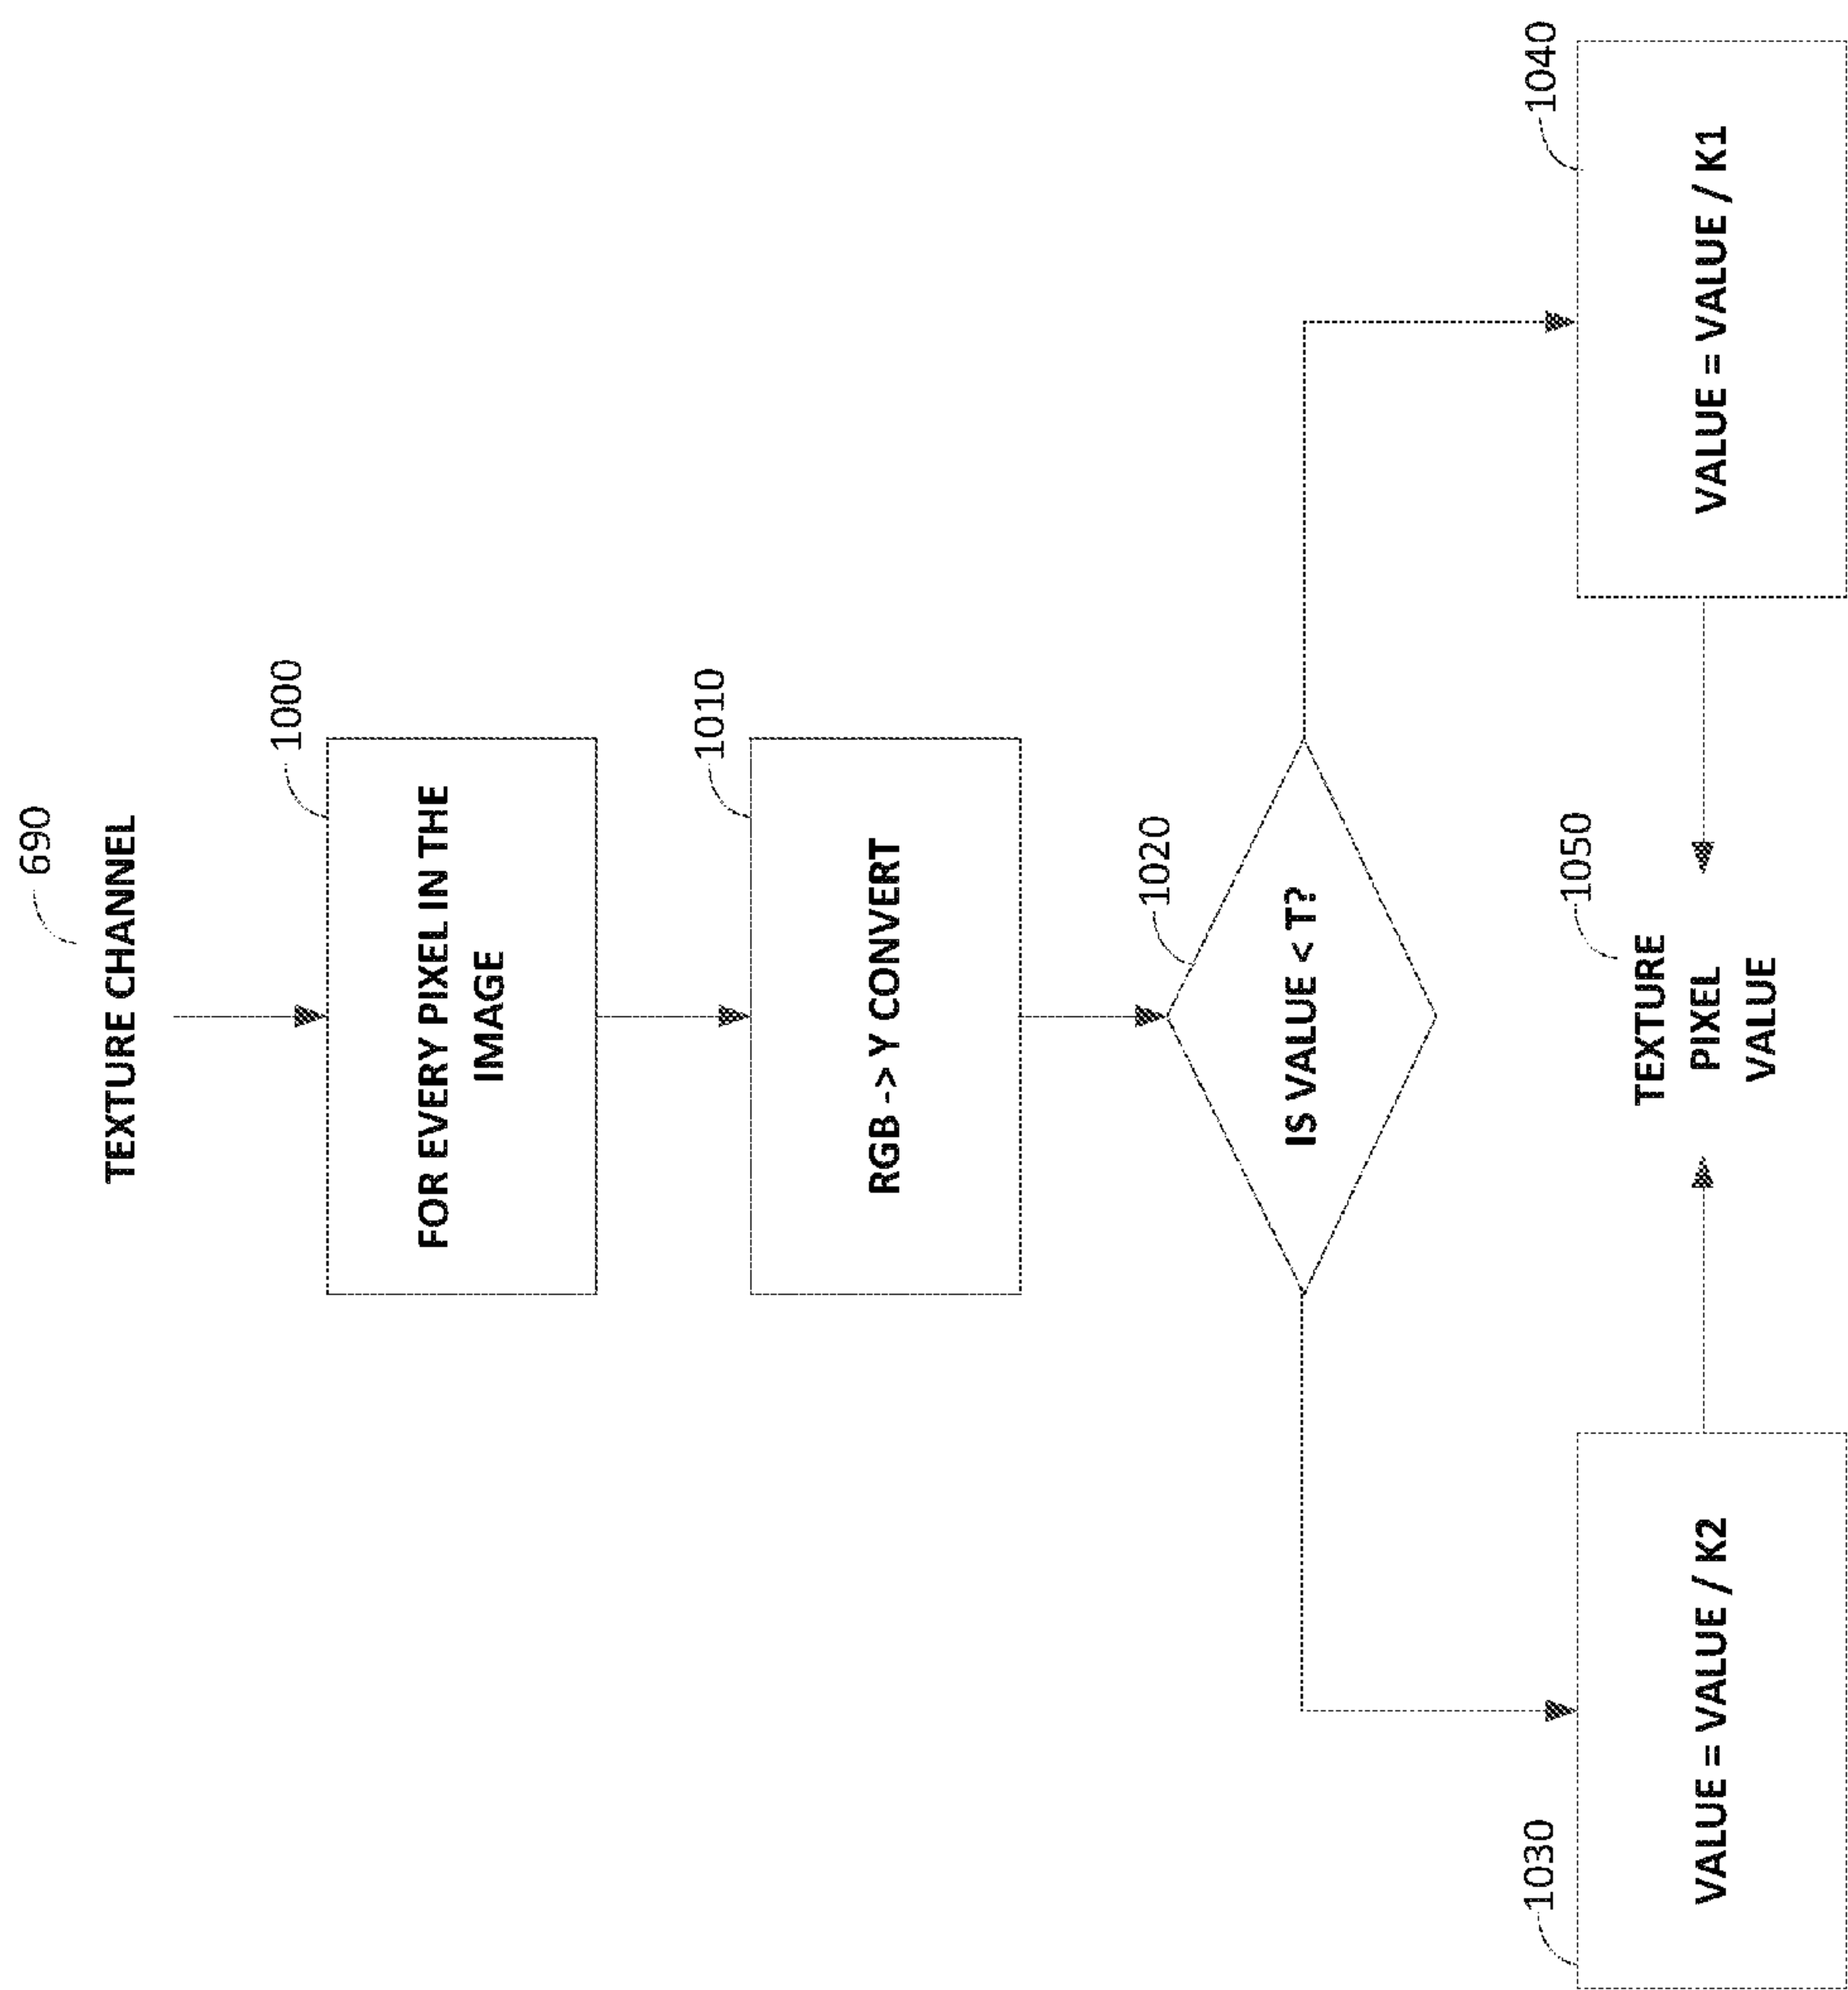 690
TEXTURE CHANNEL
1000
FOR EVERY PIXEL IN THE
IMAGE
1010
RGB -> Y CONVERT
1020
IS VALUE < T?
1030
VALUE = VALUE / K2
1050
TEXTURE
PIXEL
VALUE
1040
VALUE = VALUE / K1